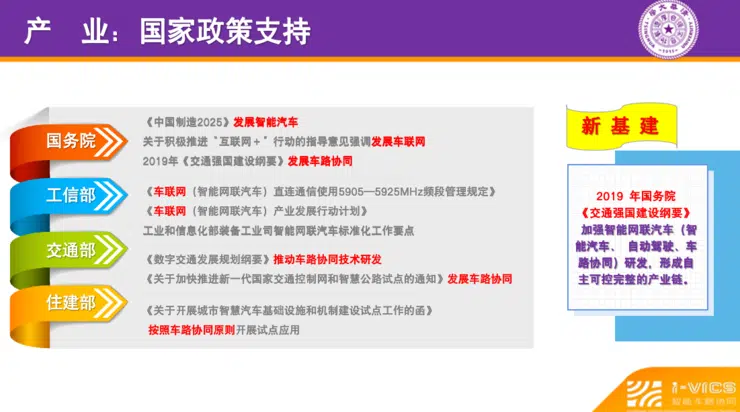 产 业：国家政策支持
国务院
《中国制造2025》发展智能汽车
关于积极推进“互联网+”行动的指导意见强调发展车联网
2019年《交通强国建设纲要》发展车路协同
工信部
《车联网（智能网联汽车）直连通信使用5905—5925MHz频段管理规定》
《车联网（智能网联汽车）产业发展行动计划》
工业和信息化部装备工业司智能网联汽车标准化工作要点
交通部
《数字交通发展规划纲要》推动车路协同技术研发
《关于加快推进新一代国家交通控制网和智慧公路试点的通知》发展车路协同
住建部
《关于开展城市智慧汽车基础设施和机制建设试点工作的函》
按照车路协同原则开展试点应用
新基建
2019 年国务院
《交通强国建设纲要》
加强智能网联汽车（智
能汽车、自动驾驶、车
路协同）研发，形成自
主可控完整的产业链。
i-VICS
智能车路协同